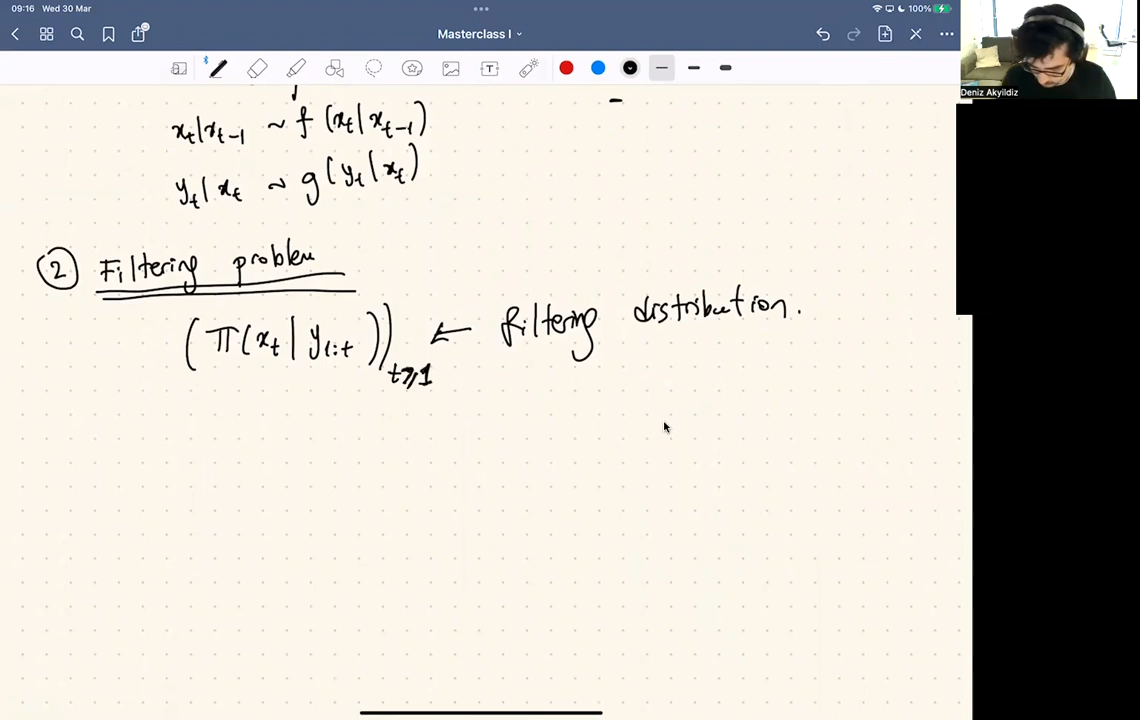 09:16 Wed 30 Mar
100%
Masterclass I
Deniz Akyildiz
x_t|x_{t-1} ~ f(x_t|x_{t-1})
y_t|x_t ~ g(y_t|x_t)
② Filtering problem
(π(x_t|y_{1:t}))_{t≥1} ← filtering distribution.